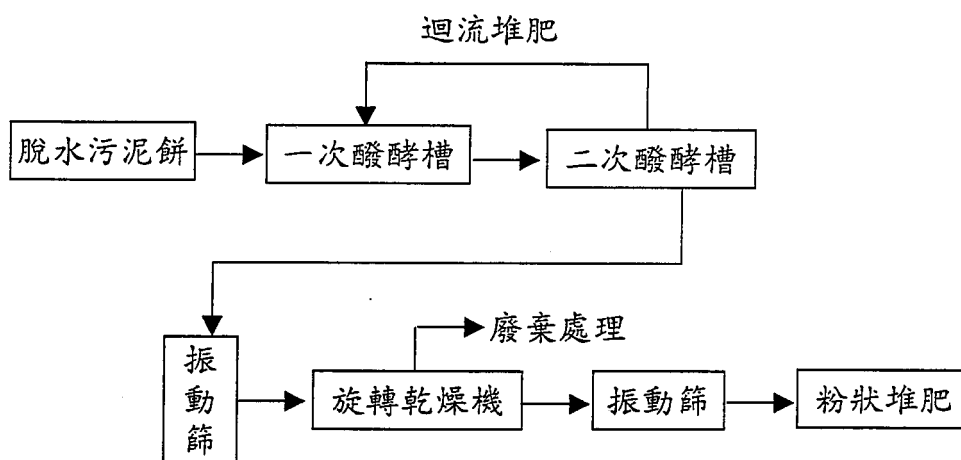 迴流堆肥
脫水污泥餅
一次醱酵槽
二次醱酵槽
廢棄處理
振動篩
旋轉乾燥機
振動篩
粉狀堆肥